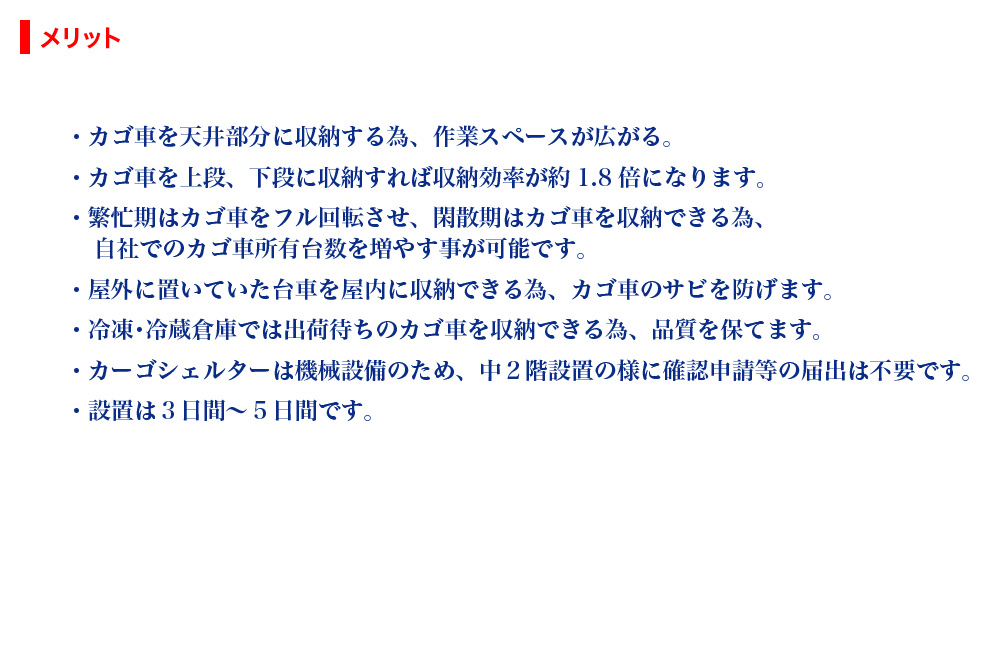 メリット
・カゴ車を天井部分に収納する為、作業スペースが広がる。
・カゴ車を上段、下段に収納すれば収納効率が約 1.8 倍になります。
・繁忙期はカゴ車をフル回転させ、閑散期はカゴ車を収納できる為、
自社でのカゴ車所有台数を増やす事が可能です。
・屋外に置いていた台車を屋内に収納できる為、カゴ車のサビを防げます。
・冷凍・冷蔵倉庫では出荷待ちのカゴ車を収納できる為、品質を保てます。
・カーゴシェルターは機械設備のため、中２階設置の様に確認申請等の届出は不要です。
・設置は３日間〜５日間です。